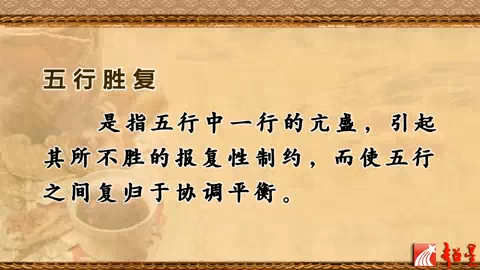 五行胜复
是指五行中一行的亢盛，引起
其所不胜的报复性制约，而使五行
之间复归于协调平衡。
超星